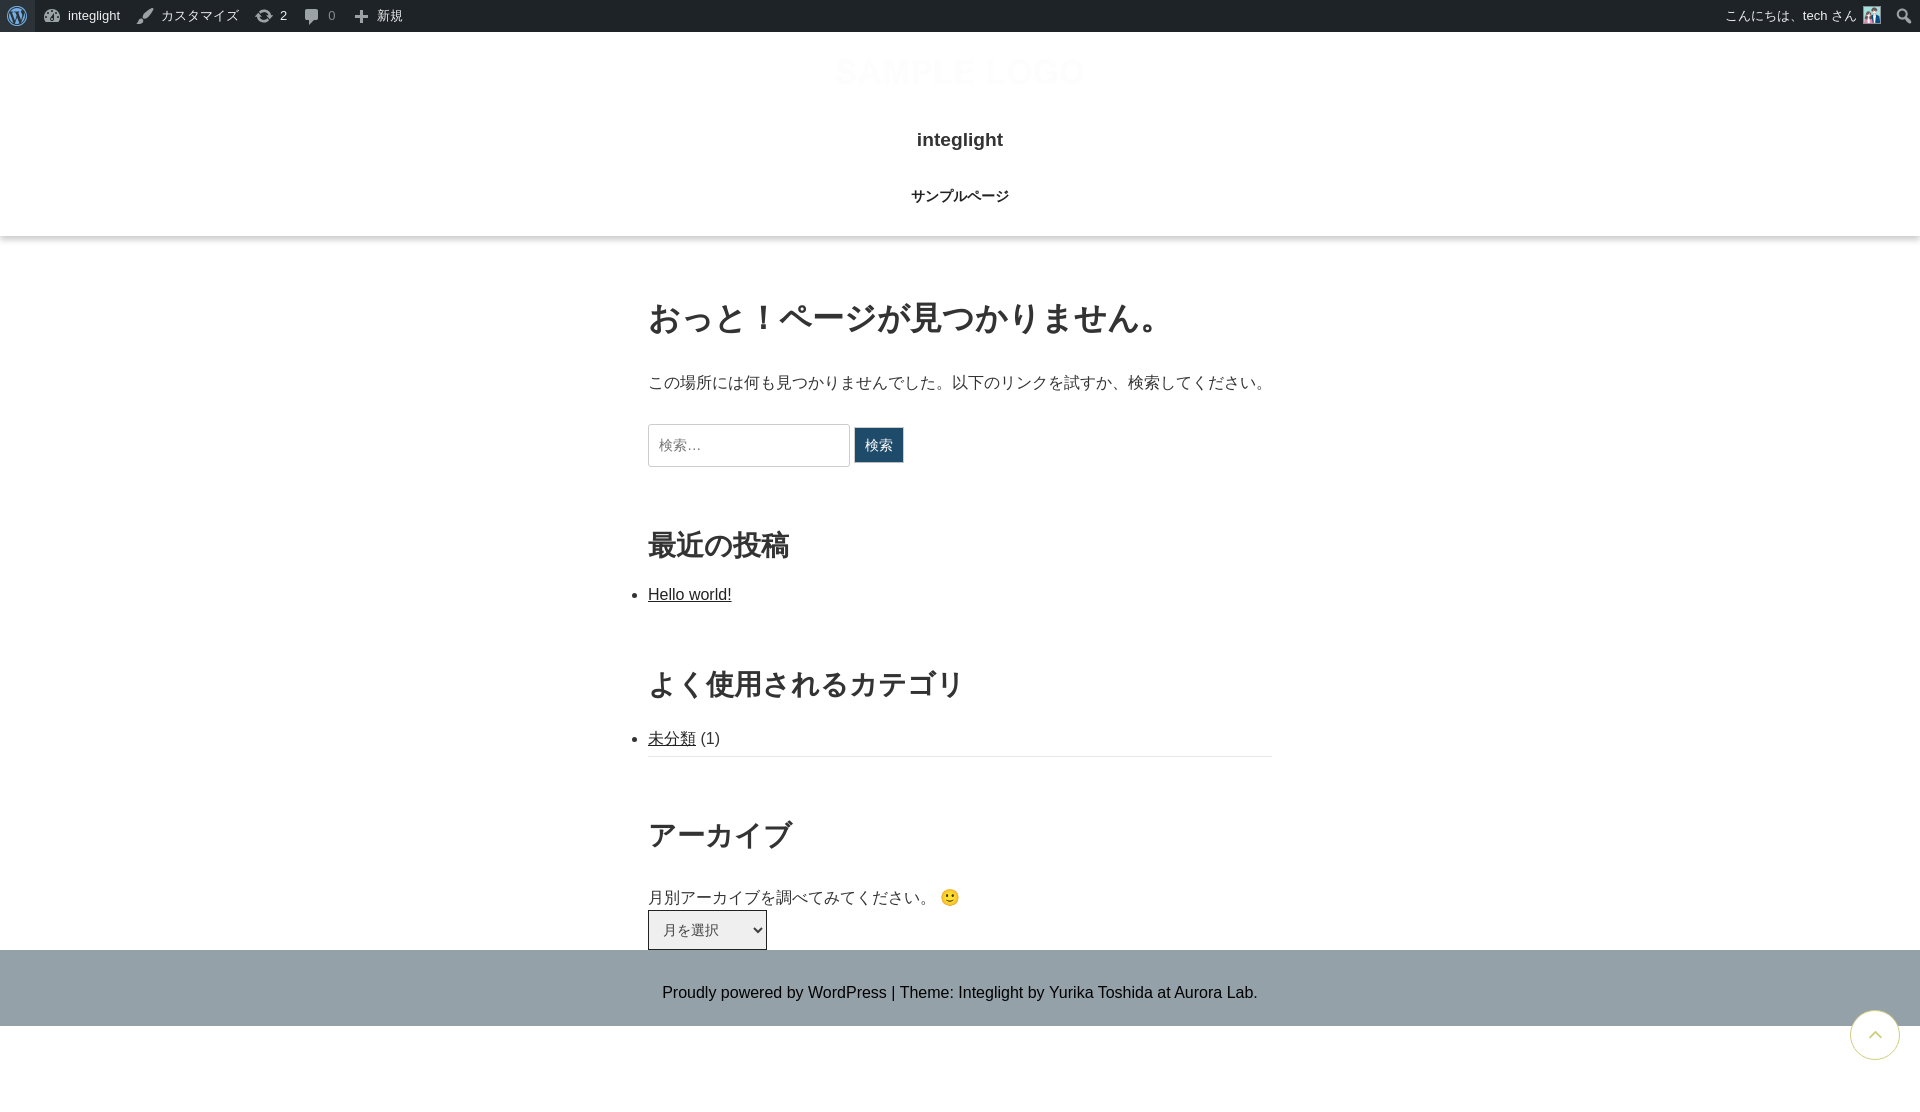 integlight カスタマイズ 2 0 新規 こんにちは、tech さん
SAMPLE LOGO
integlight
サンプルページ
おっと！ページが見つかりません。
この場所には何も見つかりませんでした。以下のリンクを試すか、検索してください。
検索… 検索
最近の投稿
Hello world!
よく使用されるカテゴリ
未分類 (1)
アーカイブ
月別アーカイブを調べてみてください。 🙂
月を選択
Proudly powered by WordPress | Theme: Integlight by Yurika Toshida at Aurora Lab.